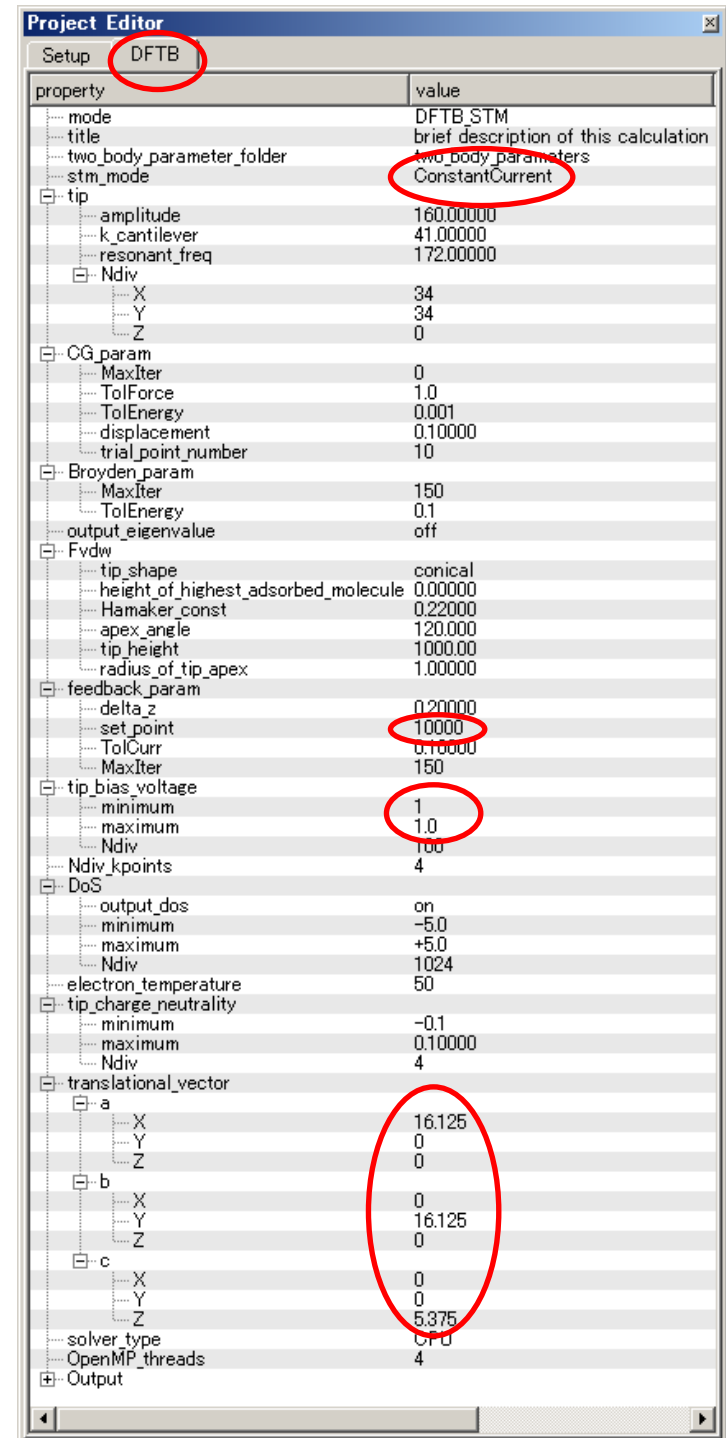 Project Editor
Setup DFTB
property value
mode DFTB_STM
title brief description of this calculation
two_body_parameter_folder two_body_parameters
stm_mode ConstantCurrent
tip
amplitude 160.00000
k_cantilever 41.00000
resonant_freq 172.00000
Ndiv
X 34
Y 34
Z 0
CG_param
MaxIter 0
TolForce 1.0
TolEnergy 0.001
displacement 0.10000
trial_point_number 10
Broyden_param
MaxIter 150
TolEnergy 0.1
output_eigenvalue off
Fvdw
tip_shape conical
height_of_highest_adsorbed_molecule 0.00000
Hamaker_const 0.22000
apex_angle 120.000
tip_height 1000.00
radius_of_tip_apex 1.00000
feedback_param
delta_z 0.20000
set_point 10000
TolCurr 0.10000
MaxIter 150
tip_bias_voltage
minimum 1
maximum 1.0
Ndiv 100
Ndiv_kpoints 4
DoS
output_dos on
minimum -5.0
maximum +5.0
Ndiv 1024
electron_temperature 50
tip_charge_neutrality
minimum -0.1
maximum 0.10000
Ndiv 4
translational_vector
a
X 16.125
Y 0
Z 0
b
X 0
Y 16.125
Z 0
c
X 0
Y 0
Z 5.375
solver_type CPU
OpenMP_threads 4
Output